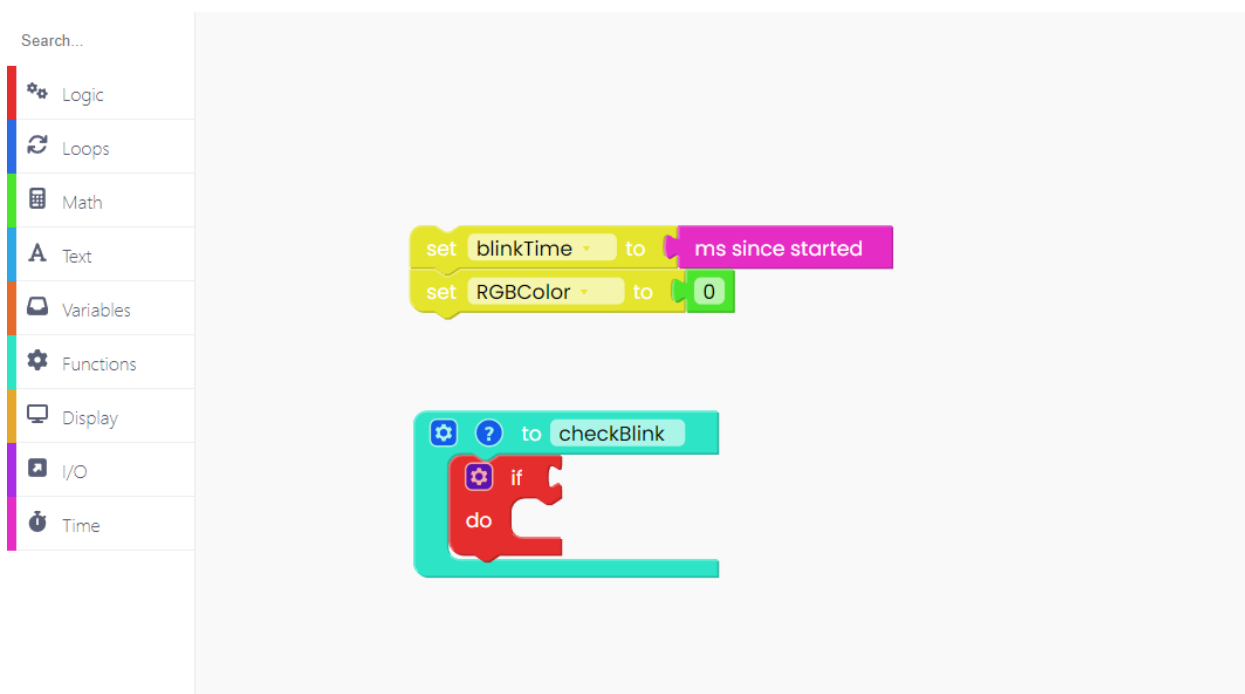 Search...
Logic
Loops
Math
Text
Variables
Functions
Display
I/O
Time
set blinkTime to ms since started
set RGBColor to 0
? to checkBlink
if
do